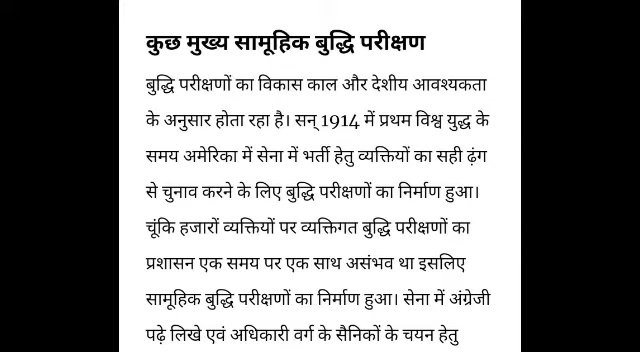 कुछ मुख्य सामूहिक बुद्धि परीक्षण
बुद्धि परीक्षणों का विकास काल और देशीय आवश्यकता
के अनुसार होता रहा है। सन् 1914 में प्रथम विश्व युद्ध के
समय अमेरिका में सेना में भर्ती हेतु व्यक्तियों का सही ढ़ंग
से चुनाव करने के लिए बुद्धि परीक्षणों का निर्माण हुआ।
चूंकि हजारों व्यक्तियों पर व्यक्तिगत बुद्धि परीक्षणों का
प्रशासन एक समय पर एक साथ असंभव था इसलिए
सामूहिक बुद्धि परीक्षणों का निर्माण हुआ। सेना में अंग्रेजी
पढ़े लिखे एवं अधिकारी वर्ग के सैनिकों के चयन हेतु